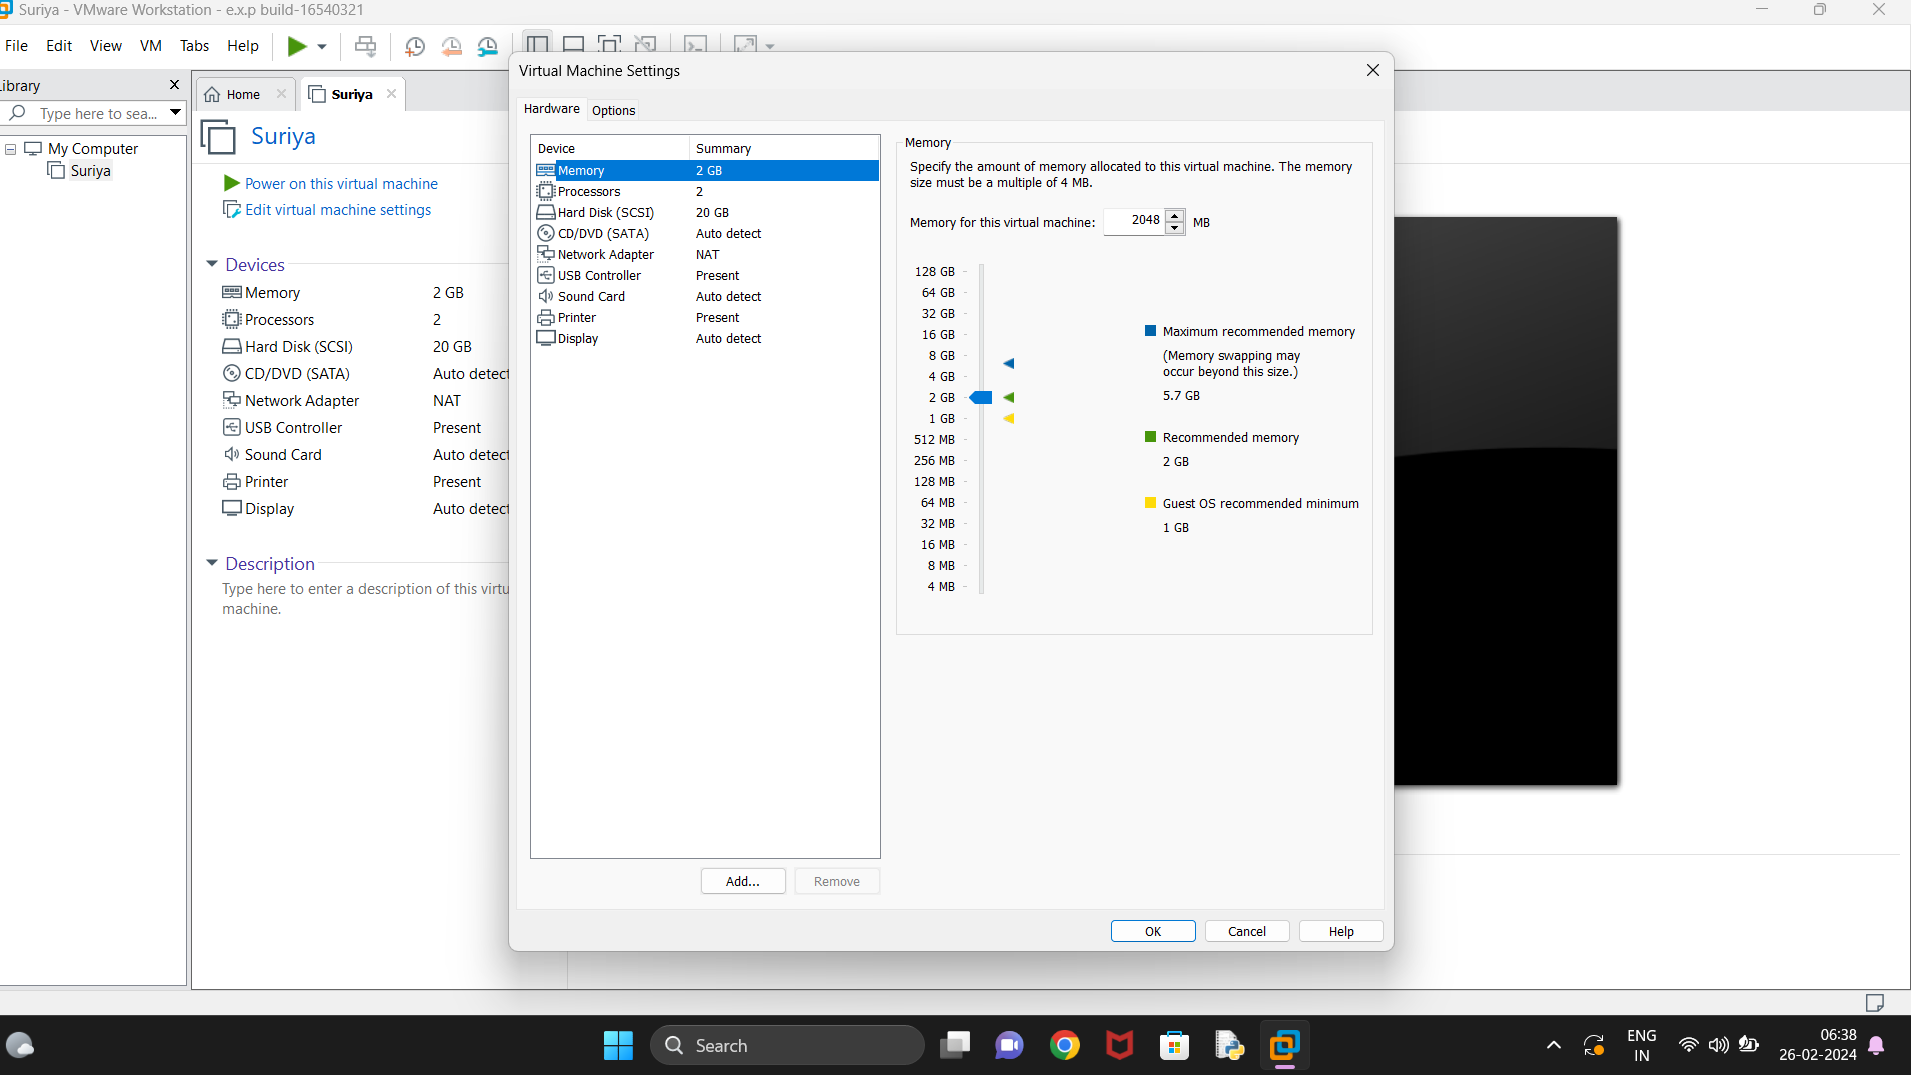 Suriya - VMware Workstation - e.x.p build-16540321
File Edit View VM Tabs Help
Library
Type here to sea...
My Computer
Suriya
Home
Suriya
Suriya
Power on this virtual machine
Edit virtual machine settings
Devices
Memory 2 GB
Processors 2
Hard Disk (SCSI) 20 GB
CD/DVD (SATA) Auto detect
Network Adapter NAT
USB Controller Present
Sound Card Auto detect
Printer Present
Display Auto detect
Description
Type here to enter a description of this virtu
machine.
Virtual Machine Settings
Hardware Options
Device Summary
Memory 2 GB
Processors 2
Hard Disk (SCSI) 20 GB
CD/DVD (SATA) Auto detect
Network Adapter NAT
USB Controller Present
Sound Card Auto detect
Printer Present
Display Auto detect
Add... Remove
Memory
Specify the amount of memory allocated to this virtual machine. The memory
size must be a multiple of 4 MB.
Memory for this virtual machine: 2048 MB
128 GB
64 GB
32 GB
16 GB
8 GB
4 GB
2 GB
1 GB
512 MB
256 MB
128 MB
64 MB
32 MB
16 MB
8 MB
4 MB
Maximum recommended memory
(Memory swapping may
occur beyond this size.)
5.7 GB
Recommended memory
2 GB
Guest OS recommended minimum
1 GB
OK Cancel Help
Search
ENG
IN
06:38
26-02-2024